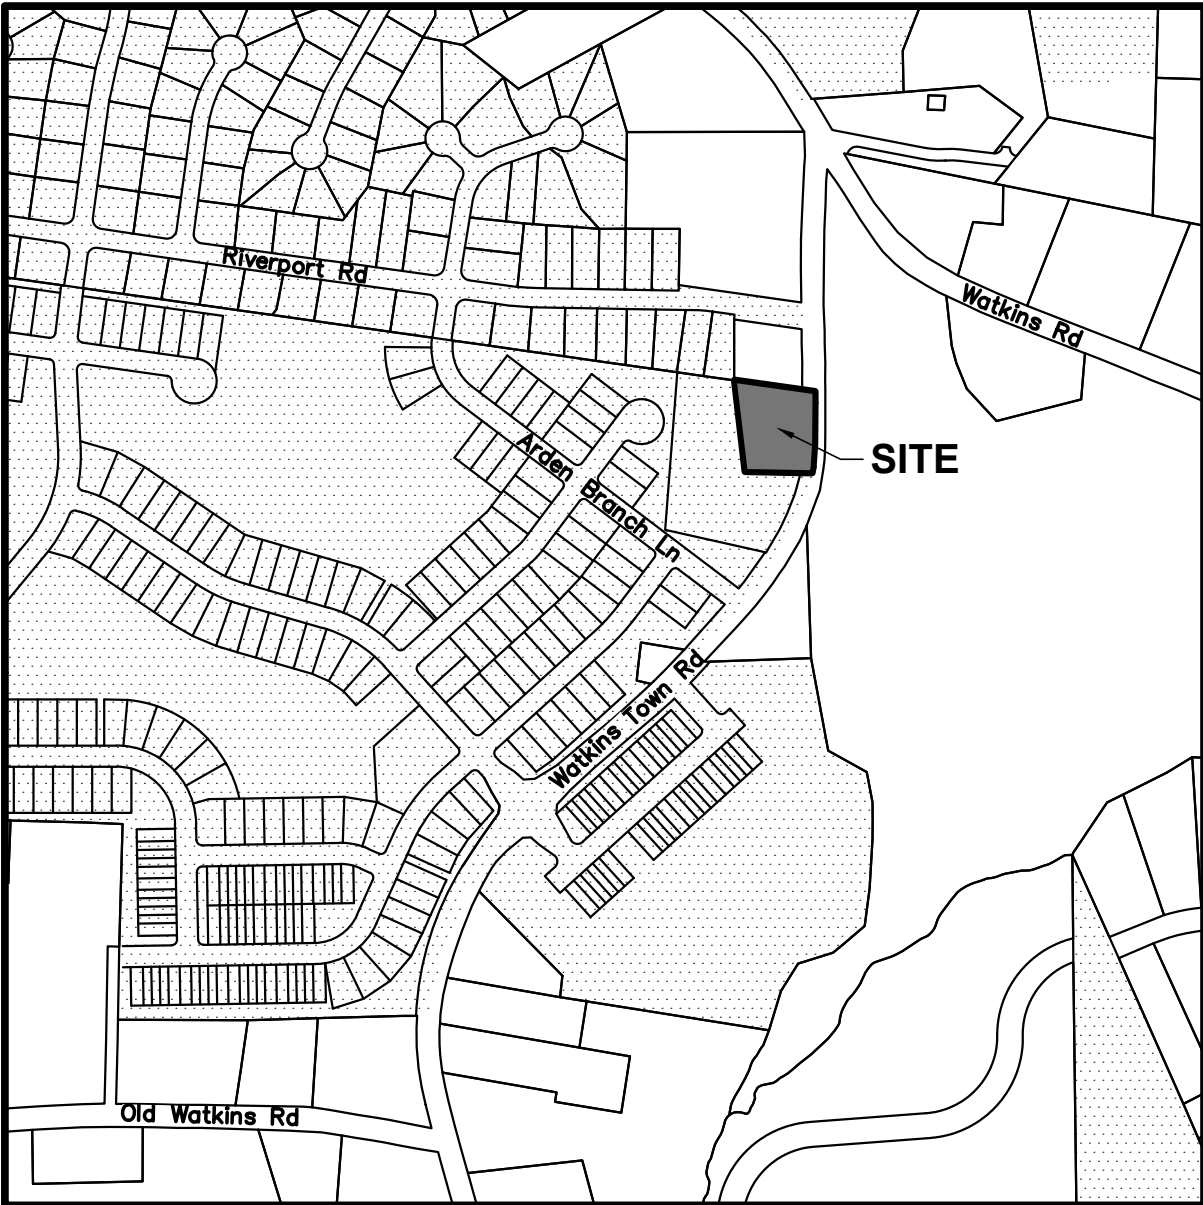 Riverport Rd
Watkins Rd
SITE
Arden Branch Ln
Watkins Town Rd
Old Watkins Rd